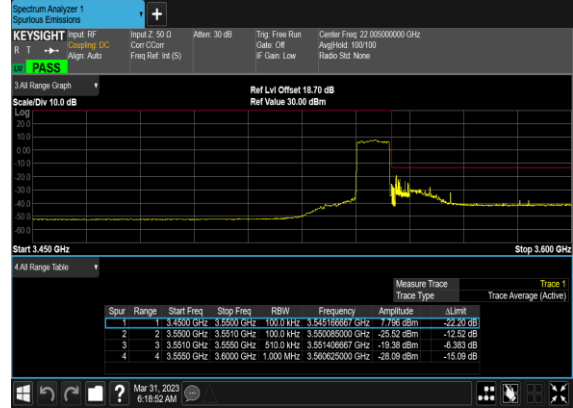 Spectrum Analyzer 1
Spurious Emissions
KEYSIGHT Input: RF Input Z: 50 Ω Atten: 30 dB Trig: Free Run Center Freq: 22.005000000 GHz
R T Coupling: DC Corr CCorr Gate: Off Avg|Hold: 100/100
Align: Auto Freq Ref: Int (S) IF Gain: Low Radio Std: None
PASS
3 All Range Graph
Ref Lvl Offset 18.70 dB
Scale/Div 10.0 dB Ref Value 30.00 dBm
Log
20.0
10.0
0.00
-10.0
-20.0
-30.0
-40.0
-50.0
-60.0
Start 3.450 GHz Stop 3.600 GHz
4 All Range Table
Measure Trace Trace 1
Trace Type Trace Average (Active)
Spur Range Start Freq Stop Freq RBW Frequency Amplitude ΔLimit
1 1 3.4500 GHz 3.5500 GHz 100.0 kHz 3.545166667 GHz 7.796 dBm -22.20 dB
2 2 3.5500 GHz 3.5510 GHz 100.0 kHz 3.550085000 GHz -25.52 dBm -12.52 dB
3 3 3.5510 GHz 3.5550 GHz 510.0 kHz 3.551406667 GHz -19.38 dBm -6.383 dB
4 4 3.5550 GHz 3.6000 GHz 1.000 MHz 3.560625000 GHz -28.09 dBm -15.09 dB
?
Mar 31, 2023
6:18:52 AM